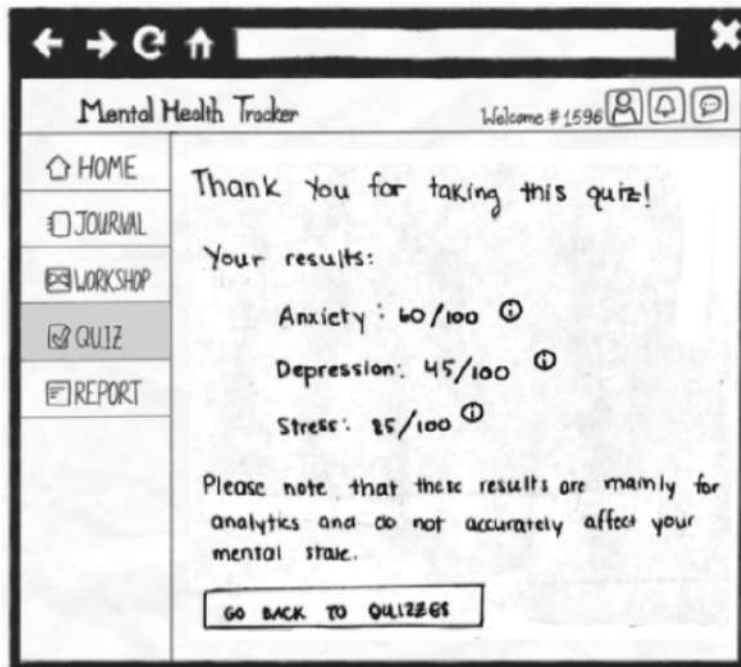 Mental Health Tracker
Welcome #1596
HOME
JOURNAL
WORKSHOP
QUIZ
REPORT
Thank You for taking this quiz!
Your results:
Anxiety: 60/100
Depression: 45/100
Stress: 85/100
Please note that these results are mainly for
analytics and do not accurately affect your
mental state.
GO BACK TO QUIZZES